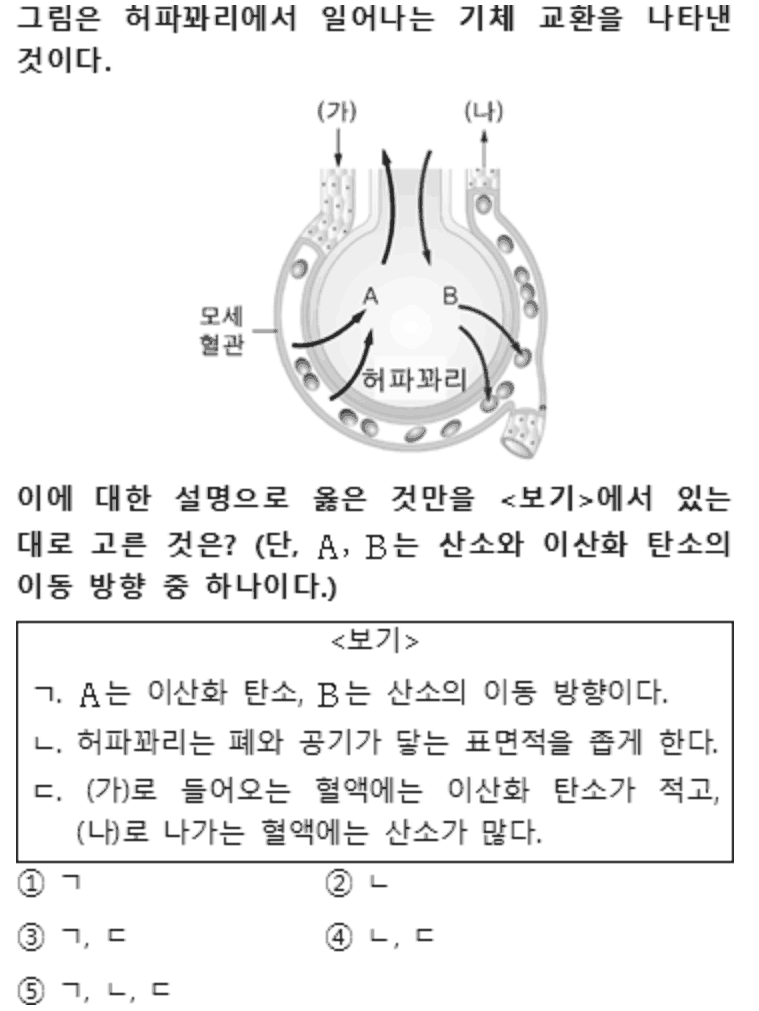 그림은 허파꽈리에서 일어나는 기체 교환을 나타낸
것이다.
(가)
(나)
A
B
모세
혈관
허파꽈리
이에 대한 설명으로 옳은 것만을 <보기>에서 있는
대로 고른 것은? (단, A, B는 산소와 이산화 탄소의
이동 방향 중 하나이다.)
<보기>
ㄱ. A는 이산화 탄소, B는 산소의 이동 방향이다.
ㄴ. 허파꽈리는 폐와 공기가 닿는 표면적을 좁게 한다.
ㄷ. (가)로 들어오는 혈액에는 이산화 탄소가 적고,
(나)로 나가는 혈액에는 산소가 많다.
① ㄱ
② ㄴ
③ ㄱ, ㄷ
④ ㄴ, ㄷ
⑤ ㄱ, ㄴ, ㄷ